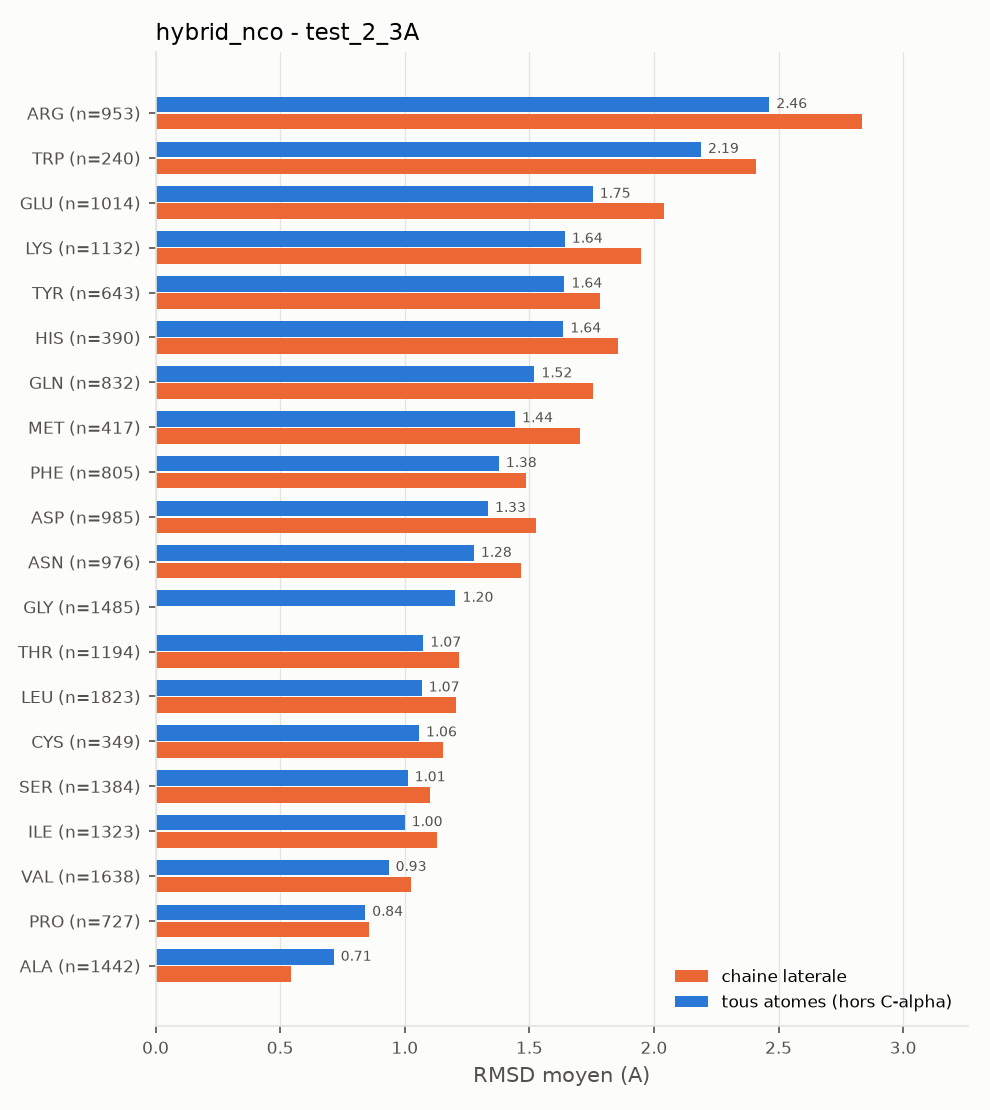 hybrid_nco - test_2_3A
ARG (n=953)
2.46
TRP (n=240)
2.19
GLU (n=1014)
1.75
LYS (n=1132)
1.64
TYR (n=643)
1.64
HIS (n=390)
1.64
GLN (n=832)
1.52
MET (n=417)
1.44
PHE (n=805)
1.38
ASP (n=985)
1.33
ASN (n=976)
1.28
GLY (n=1485)
1.20
THR (n=1194)
1.07
LEU (n=1823)
1.07
CYS (n=349)
1.06
SER (n=1384)
1.01
ILE (n=1323)
1.00
VAL (n=1638)
0.93
PRO (n=727)
0.84
ALA (n=1442)
0.71
chaine laterale
tous atomes (hors C-alpha)
0.0 0.5 1.0 1.5 2.0 2.5 3.0
RMSD moyen (A)